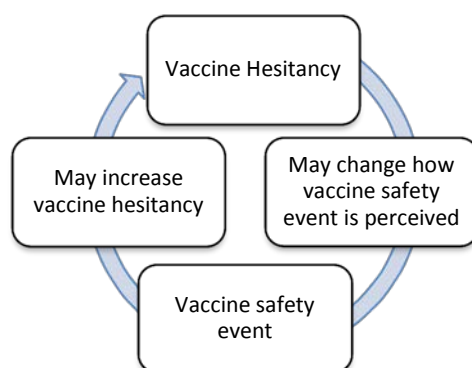 Vaccine Hesitancy
May change how
vaccine safety
event is perceived
Vaccine safety
event
May increase
vaccine hesitancy